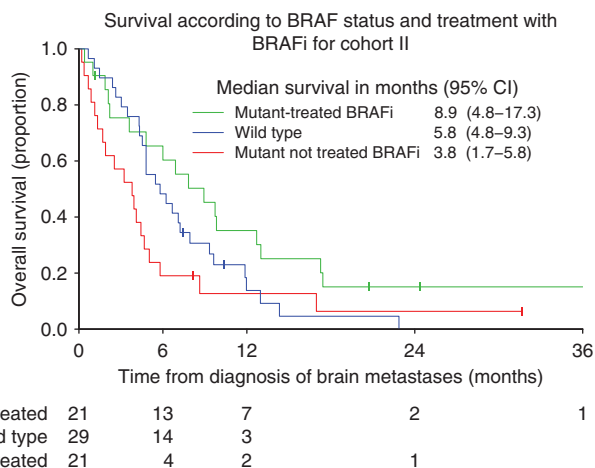 Survival according to BRAF status and treatment with
BRAFi for cohort II
Overall survival (proportion)
1.0
0.8
0.6
0.4
0.2
0.0
Median survival in months (95% CI)
Mutant-treated BRAFi 8.9 (4.8–17.3)
Wild type 5.8 (4.8–9.3)
Mutant not treated BRAFi 3.8 (1.7–5.8)
0 6 12 24 36
Time from diagnosis of brain metastases (months)
eated 21 13 7 2 1
d type 29 14 3
eated 21 4 2 1